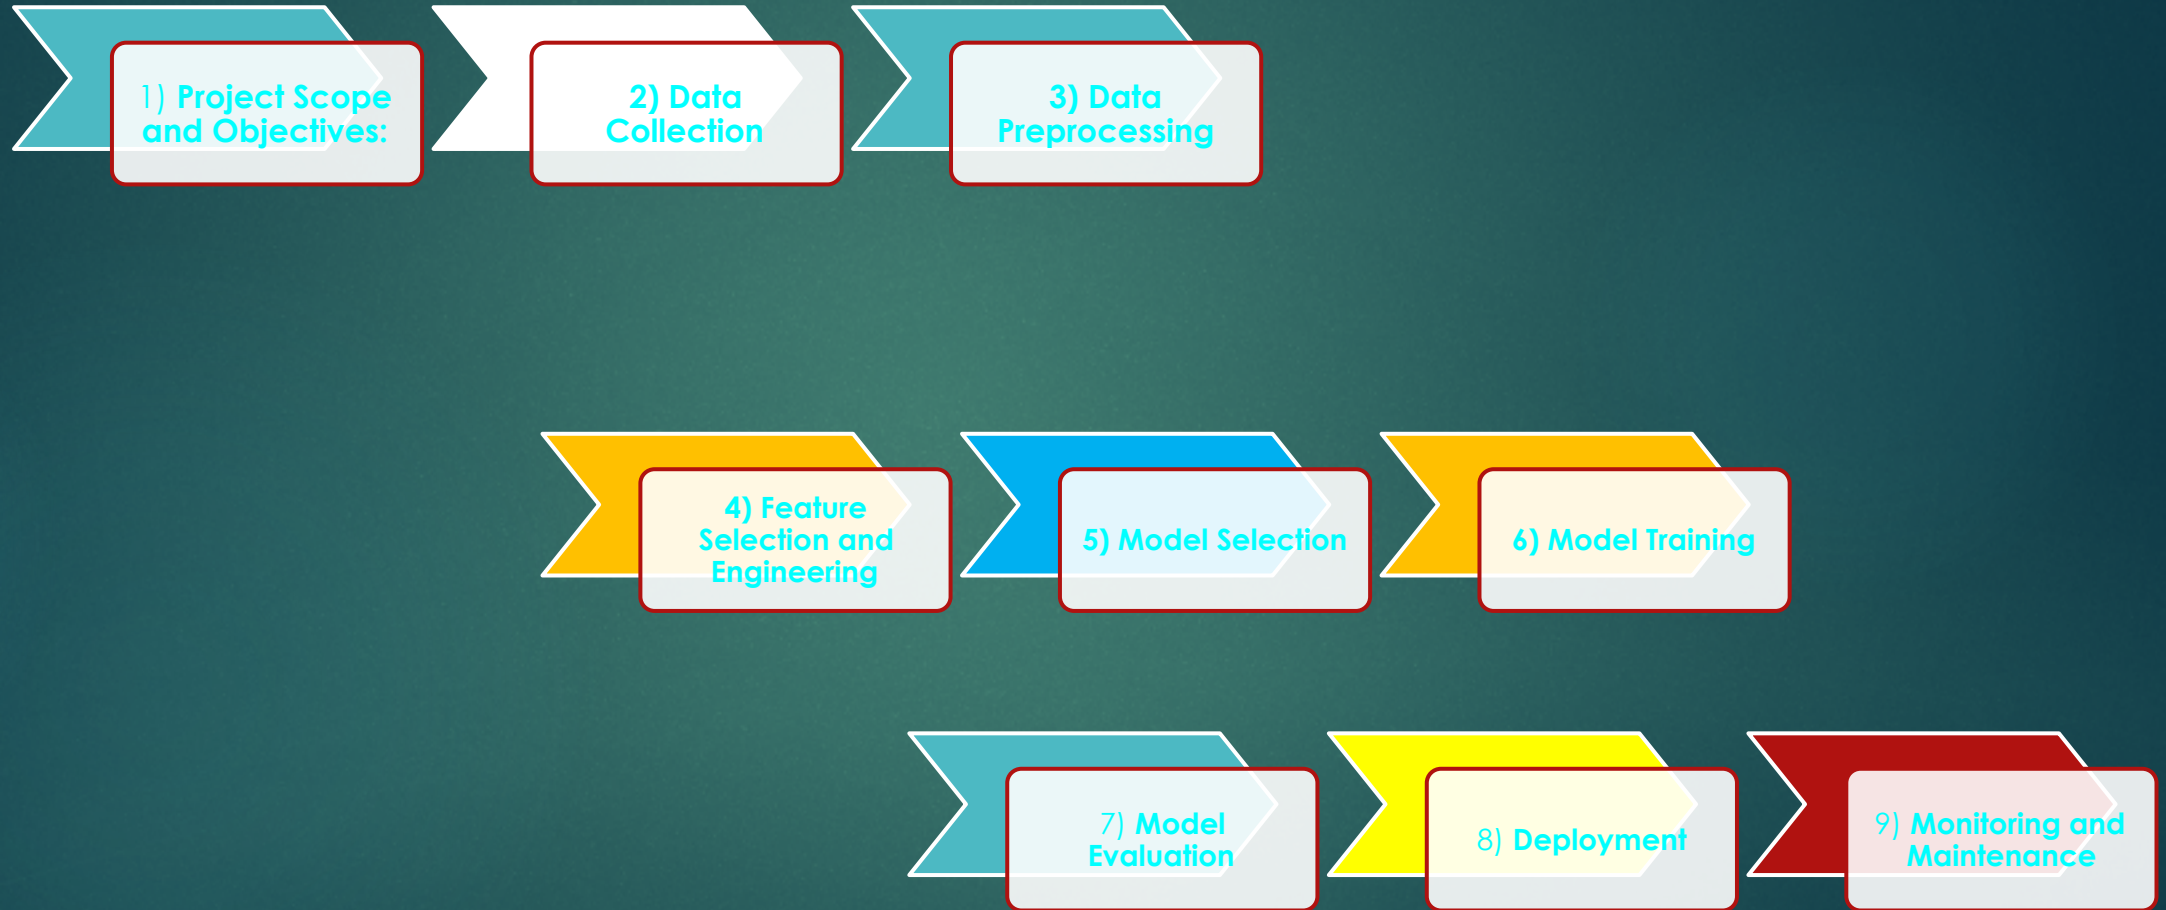 1) Project Scope
and Objectives:
2) Data
Collection
3) Data
Preprocessing
4) Feature
Selection and
Engineering
5) Model Selection
6) Model Training
7) Model
Evaluation
8) Deployment
9) Monitoring and
Maintenance